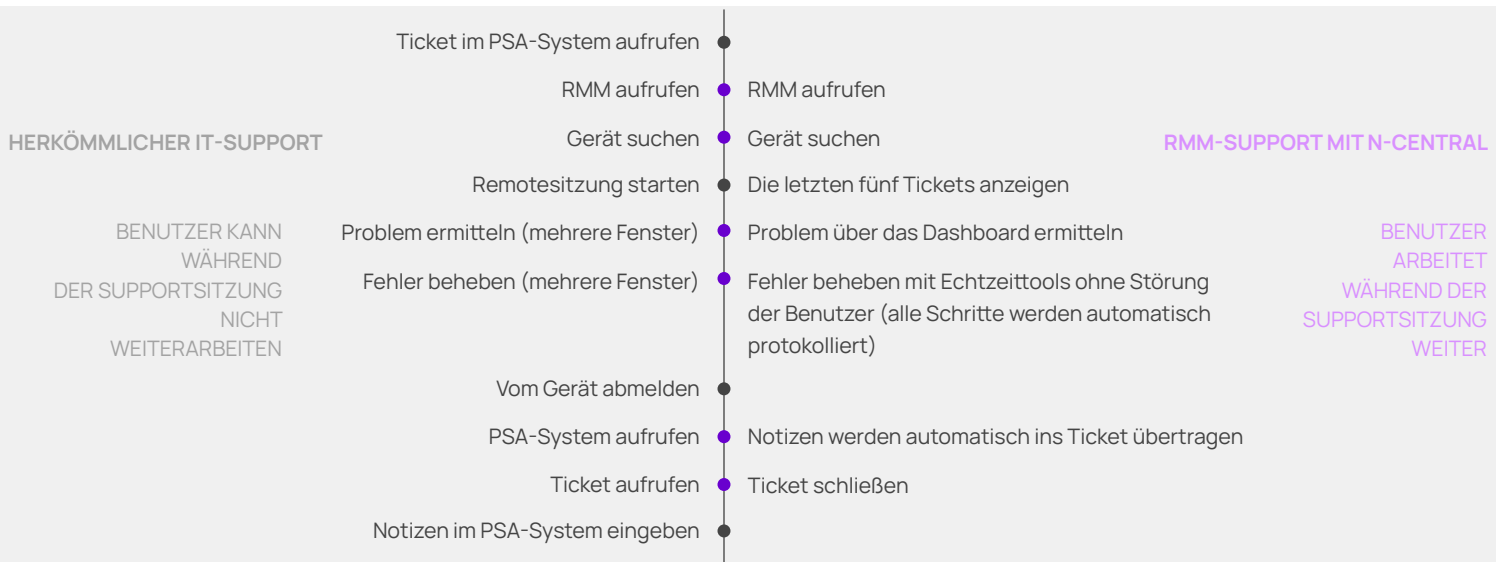 Ticket im PSA-System aufrufen
RMM aufrufen
RMM aufrufen
HERKÖMMLICHER IT-SUPPORT
Gerät suchen
Gerät suchen
RMM-SUPPORT MIT N-CENTRAL
Remotesitzung starten
Die letzten fünf Tickets anzeigen
BENUTZER KANN
WÄHREND
DER SUPPORTSITZUNG
NICHT
WEITERARBEITEN
Problem ermitteln (mehrere Fenster)
Problem über das Dashboard ermitteln
Fehler beheben (mehrere Fenster)
Fehler beheben mit Echtzeittools ohne Störung
der Benutzer (alle Schritte werden automatisch
protokolliert)
BENUTZER
ARBEITET
WÄHREND DER
SUPPORTSITZUNG
WEITER
Vom Gerät abmelden
PSA-System aufrufen
Notizen werden automatisch ins Ticket übertragen
Ticket aufrufen
Ticket schließen
Notizen im PSA-System eingeben